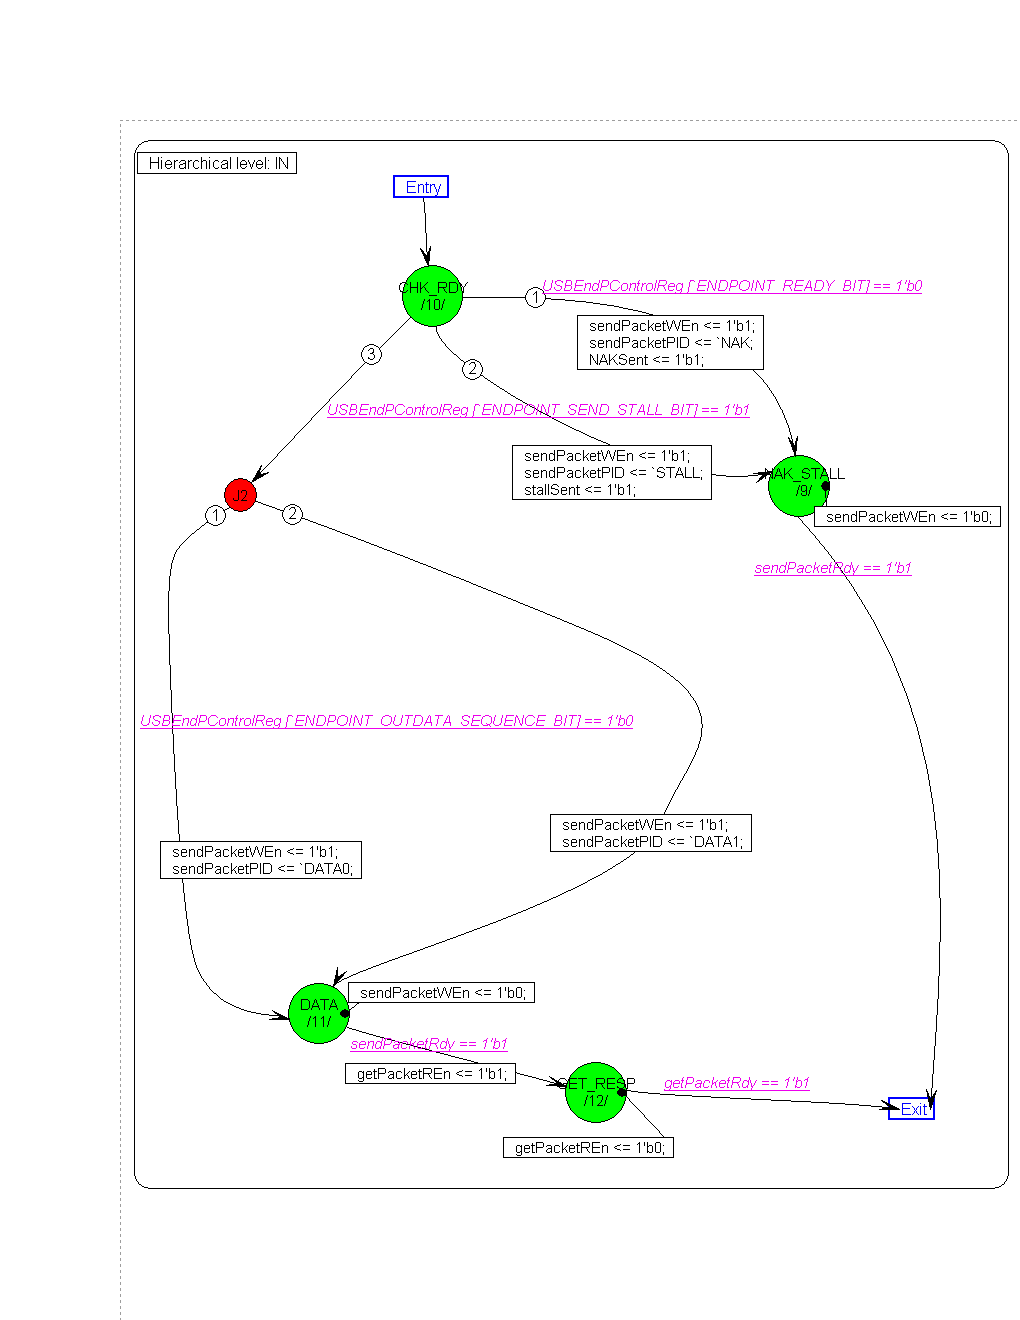 Hierarchical level: IN
Entry
CHK_RDY
/10/
1
USBEndPControlReg [`ENDPOINT_READY_BIT] == 1'b0
sendPacketWEn <= 1'b1;
sendPacketPID <= `NAK;
NAKSent <= 1'b1;
3
2
USBEndPControlReg [`ENDPOINT_SEND_STALL_BIT] == 1'b1
sendPacketWEn <= 1'b1;
sendPacketPID <= `STALL;
stallSent <= 1'b1;
NAK_STALL
/9/
sendPacketWEn <= 1'b0;
J2
1
2
sendPacketRdy == 1'b1
USBEndPControlReg [`ENDPOINT_OUTDATA_SEQUENCE_BIT] == 1'b0
sendPacketWEn <= 1'b1;
sendPacketPID <= `DATA1;
sendPacketWEn <= 1'b1;
sendPacketPID <= `DATA0;
sendPacketWEn <= 1'b0;
DATA
/11/
sendPacketRdy == 1'b1
getPacketREn <= 1'b1;
GET_RESP
/12/
getPacketRdy == 1'b1
Exit
getPacketREn <= 1'b0;